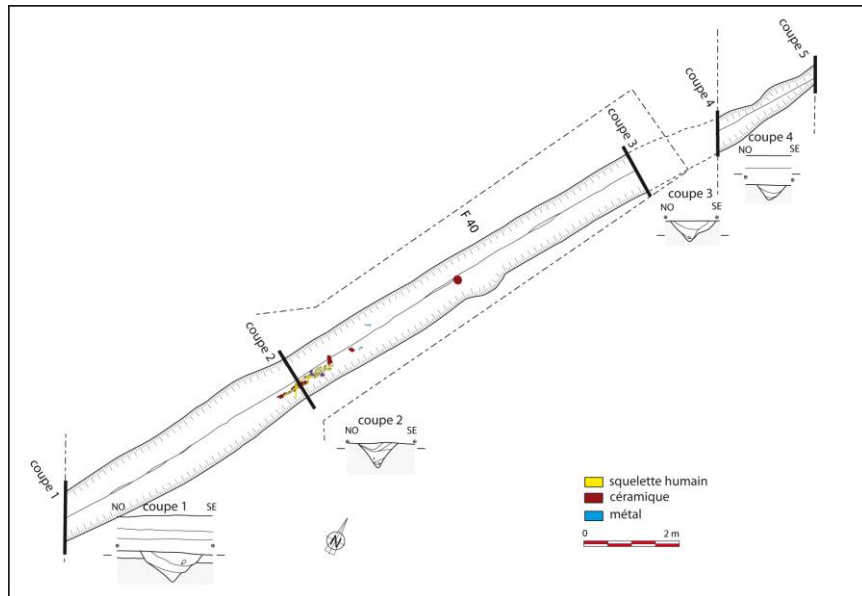 coupe 5
coupe 4
coupe 4
NO SE
coupe 3
coupe 3
NO SE
F 40
coupe 2
coupe 2
NO SE
coupe 1
coupe 1
NO SE
squelette humain
céramique
métal
0 2 m
N